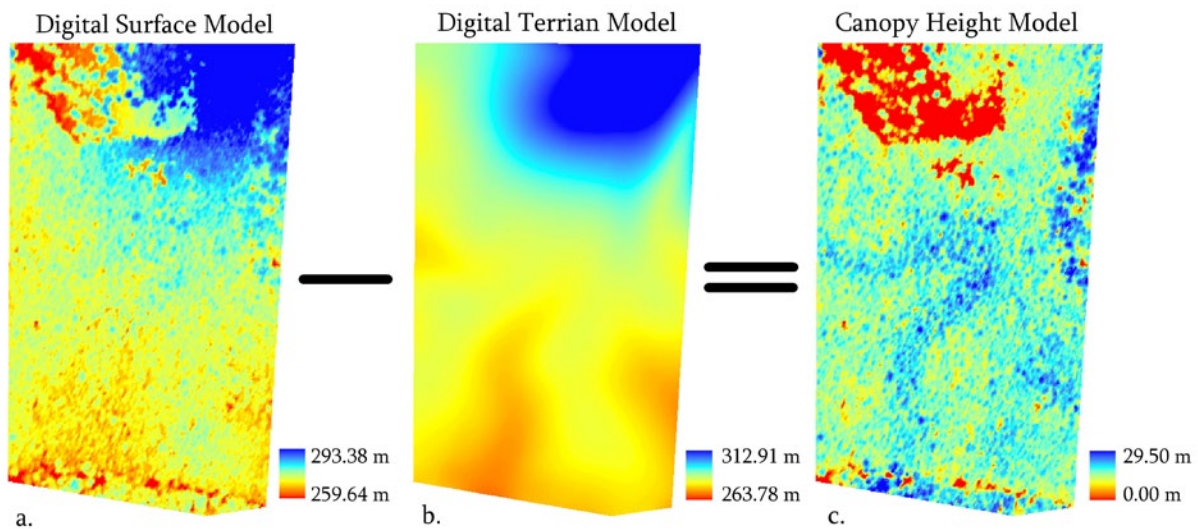 Digital Surface Model
Digital Terrian Model
Canopy Height Model
293.38 m
259.64 m
312.91 m
263.78 m
29.50 m
0.00 m
a.
b.
c.